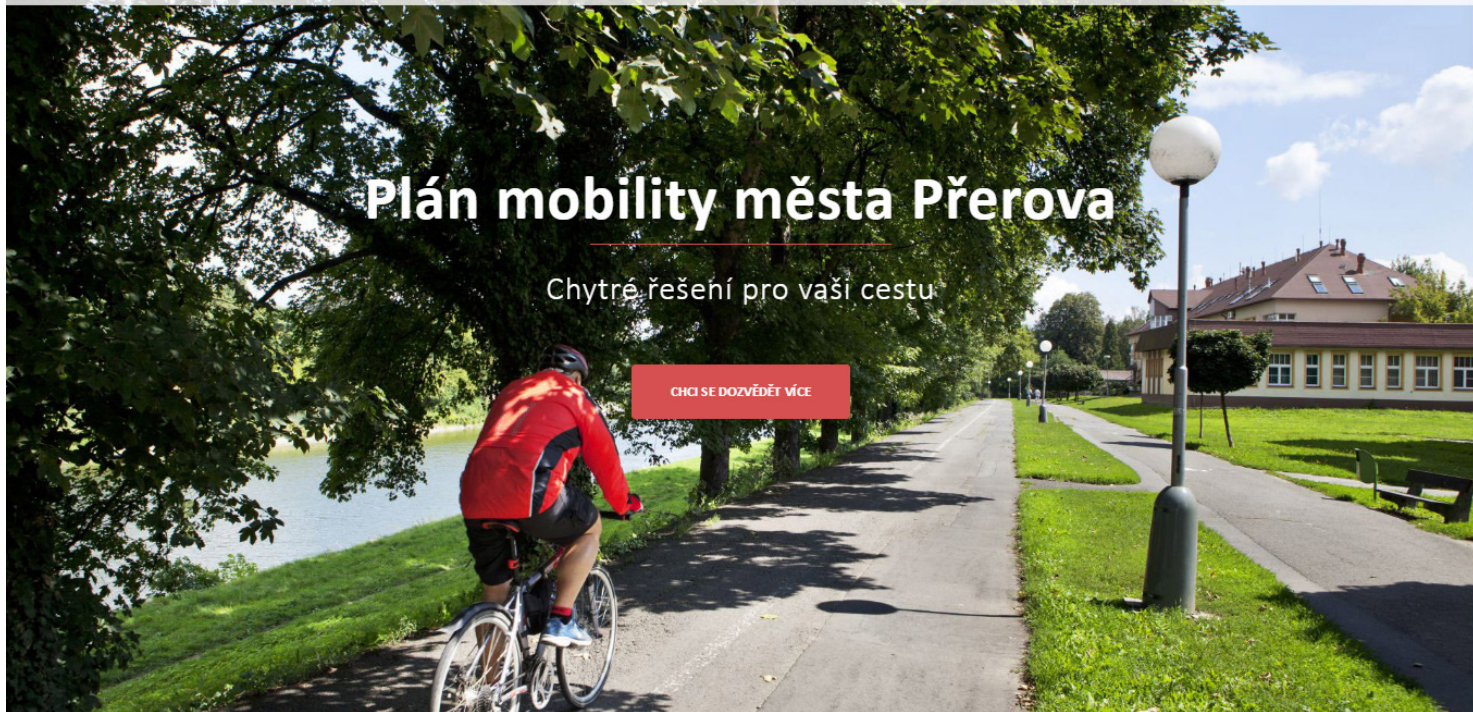 Plán mobility města Přerova
Chytré řešení pro vaši cestu
CHCI SE DOZVĚDĚT VÍCE